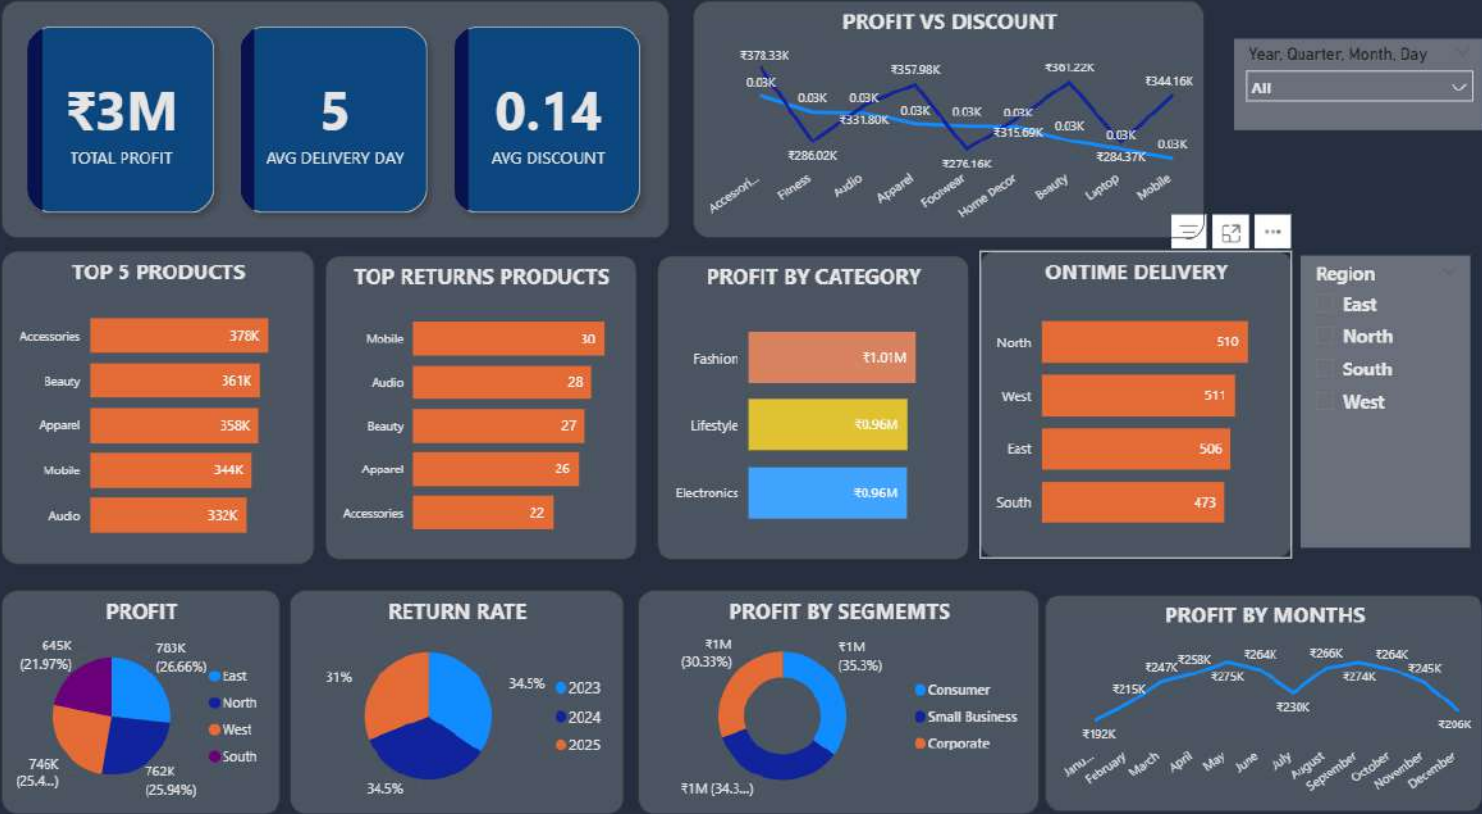 ₹3M
TOTAL PROFIT
5
AVG DELIVERY DAY
0.14
AVG DISCOUNT
PROFIT VS DISCOUNT
₹378.33K
₹357.98K
₹361.22K
₹344.16K
0.03K
0.03K
0.03K
0.03K
0.03K
0.03K
0.03K
0.03K
0.03K
₹331.80K
₹315.69K
₹286.02K
₹276.16K
₹284.37K
Accessori...
Fitness
Audio
Apparel
Footwear
Home Decor
Beauty
Laptop
Mobile
Year, Quarter, Month, Day
All
TOP 5 PRODUCTS
Accessories 378K
Beauty 361K
Apparel 358K
Mobile 344K
Audio 332K
TOP RETURNS PRODUCTS
Mobile 30
Audio 28
Beauty 27
Apparel 26
Accessories 22
PROFIT BY CATEGORY
Fashion ₹1.01M
Lifestyle ₹0.96M
Electronics ₹0.96M
ONTIME DELIVERY
North 510
West 511
East 506
South 473
Region
East
North
South
West
PROFIT
645K
(21.97%)
783K
(26.66%)
746K
(25.4...)
762K
(25.94%)
East
North
West
South
RETURN RATE
31%
34.5%
34.5%
2023
2024
2025
PROFIT BY SEGMEMTS
₹1M
(30.33%)
₹1M
(35.3%)
₹1M (34.3...)
Consumer
Small Business
Corporate
PROFIT BY MONTHS
₹192K
₹215K
₹247K
₹258K
₹275K
₹264K
₹230K
₹266K
₹274K
₹264K
₹245K
₹206K
Janu...
February
March
April
May
June
July
August
September
October
November
December